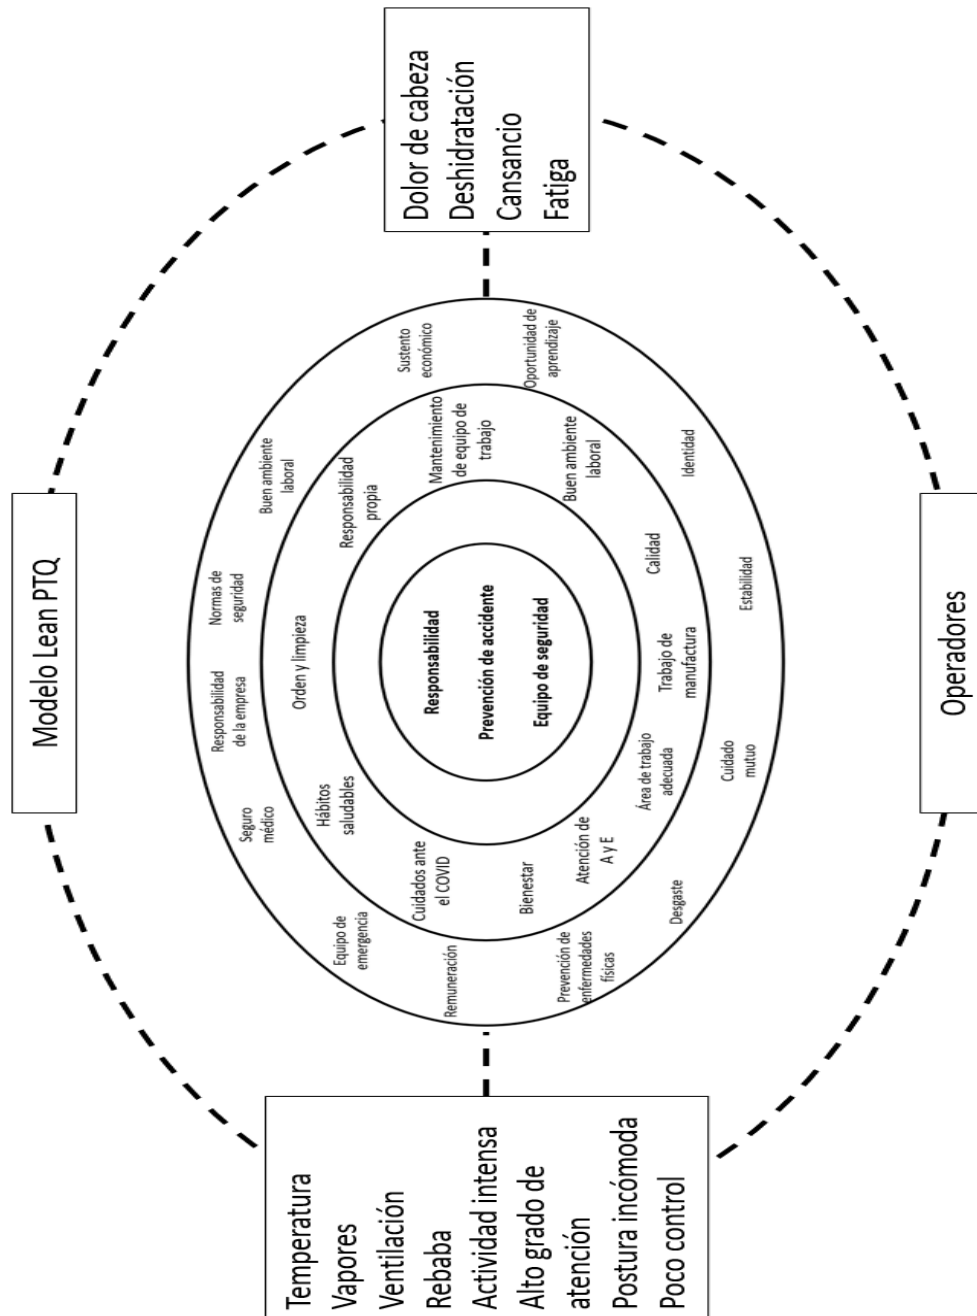 Modelo Lean PTQ
Temperatura
Vapores
Ventilación
Rebaba
Actividad intensa
Alto grado de
atención
Postura incómoda
Poco control
Seguro
médico
Responsabilidad
de la empresa
Normas de
seguridad
Buen ambiente
laboral
Equipo de
emergencia
Sustento
económico
Remuneración
Oportunidad de
aprendizaje
Prevención de
enfermedades
físicas
Identidad
Desgaste
Cuidado
mutuo
Estabilidad
Hábitos
saludables
Orden y limpieza
Responsabilidad
propia
Cuidados ante
el COVID
Mantenimiento
de equipo de
trabajo
Bienestar
Buen ambiente
laboral
Atención de
A y E
Área de trabajo
adecuada
Trabajo de
manufactura
Calidad
Responsabilidad
Prevención de accidente
Equipo de seguridad
Dolor de cabeza
Deshidratación
Cansancio
Fatiga
Operadores